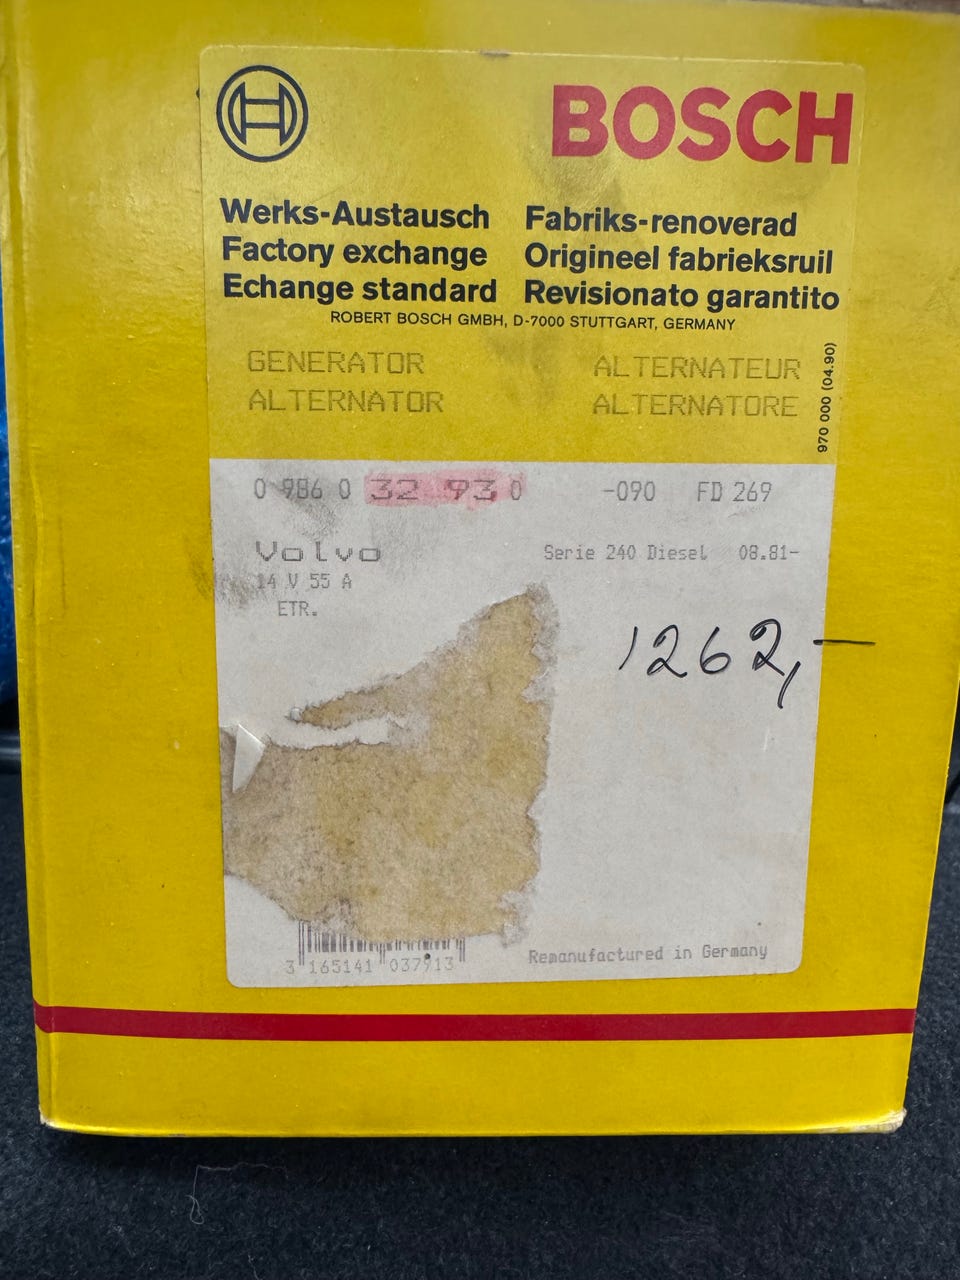 BOSCH
Werks-Austausch Fabriks-renoverad
Factory exchange Origineel fabrieksruil
Echange standard Revisionato garantito
ROBERT BOSCH GMBH, D-7000 STUTTGART, GERMANY
GENERATOR ALTERNATEUR
ALTERNATOR ALTERNATORE
970 000 (04.90)
0 986 0 32 93 0 -090 FD 269
Volvo Serie 240 Diesel 08.81-
14 V 55 A
ETR.
1262,-
3 165141 037913
Remanufactured in Germany